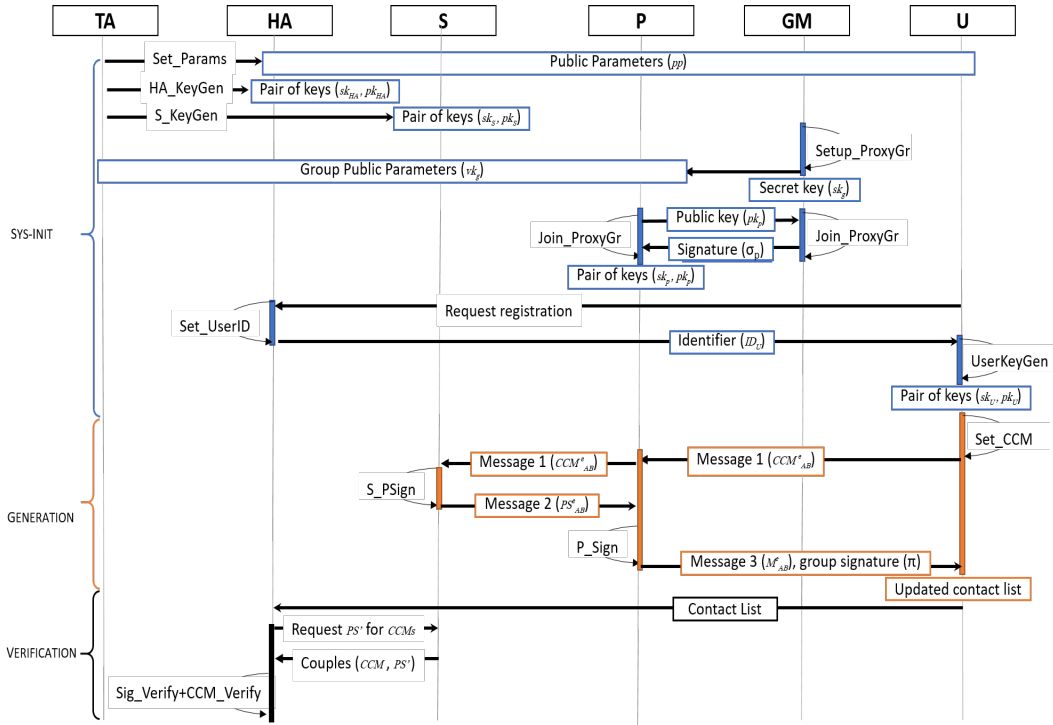 TA HA S P GM U
Set_Params Public Parameters (pp)
HA_KeyGen Pair of keys (sk_HA, pk_HA)
S_KeyGen Pair of keys (sk_S, pk_S)
Setup_ProxyGr
Group Public Parameters (vk_g)
Secret key (sk_g)
Public key (pk_p)
SYS-INIT Join_ProxyGr Join_ProxyGr
Signature (σ_p)
Pair of keys (sk_p, pk_p)
Request registration
Set_UserID
Identifier (ID_U)
UserKeyGen
Pair of keys (sk_U, pk_U)
Set_CCM
Message 1 (CCM^e_AB) Message 1 (CCM^e_AB)
S_PSign
Message 2 (PS^e_AB)
GENERATION
P_Sign
Message 3 (M^e_AB), group signature (π)
Updated contact list
Contact List
Request PS' for CCMs
VERIFICATION
Couples (CCM , PS')
Sig_Verify+CCM_Verify